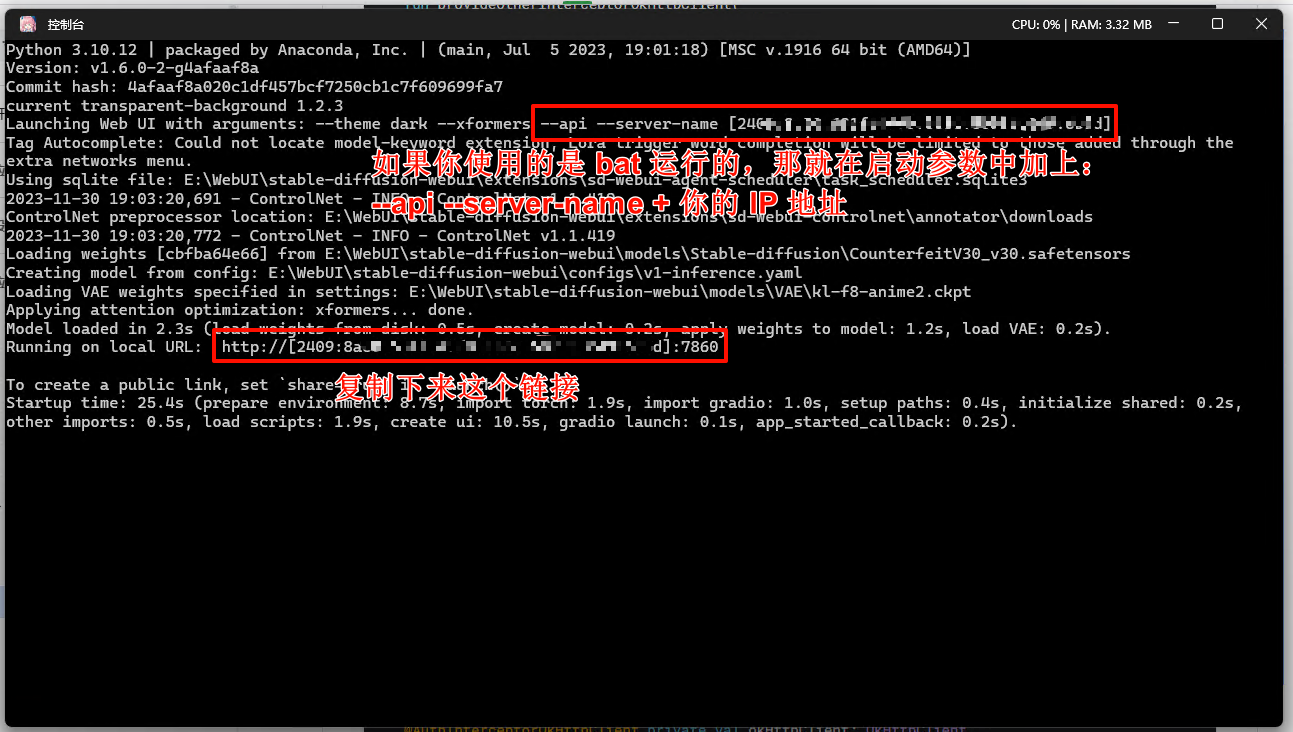 控制台
CPU: 0% | RAM: 3.32 MB
Python 3.10.12 | packaged by Anaconda, Inc. | (main, Jul  5 2023, 19:01:18) [MSC v.1916 64 bit (AMD64)]
Version: v1.6.0-2-g4afaaf8a
Commit hash: 4afaaf8a020c1df457bcf7250cb1c7f609699fa7
current transparent-background 1.2.3
Launching Web UI with arguments: --theme dark --xformers --api --server-name
Tag Autocomplete: Could not locate model-keyword extension, Lora trigger word completion will be limited to those added through the
extra networks menu.
如果你使用的是 bat 运行的，那就在启动参数中加上：
Using sqlite file: E:\WebUI\stable-diffusion-webui\extensions\sd-webui-agent-scheduler\task_scheduler.sqlite3
2023-11-30 19:03:20,691 - ControlNet - INFO - ControlNet v1.1.419
--api --server-name + 你的 IP 地址
ControlNet preprocessor location: E:\WebUI\stable-diffusion-webui\extensions\sd-webui-controlnet\annotator\downloads
2023-11-30 19:03:20,772 - ControlNet - INFO - ControlNet v1.1.419
Loading weights [cbfba64e66] from E:\WebUI\stable-diffusion-webui\models\Stable-diffusion\CounterfeitV30_v30.safetensors
Creating model from config: E:\WebUI\stable-diffusion-webui\configs\v1-inference.yaml
Loading VAE weights specified in settings: E:\WebUI\stable-diffusion-webui\models\VAE\kl-f8-anime2.ckpt
Applying attention optimization: xformers... done.
Model loaded in 2.3s (load weights from disk: 0.5s, create model: 0.2s, apply weights to model: 1.2s, load VAE: 0.2s).
Running on local URL:
To create a public link, set `share
复制下来这个链接
Startup time: 25.4s (prepare environment: 8.7s, import torch: 1.9s, import gradio: 1.0s, setup paths: 0.4s, initialize shared: 0.2s,
other imports: 0.5s, load scripts: 1.9s, create ui: 10.5s, gradio launch: 0.1s, app_started_callback: 0.2s).